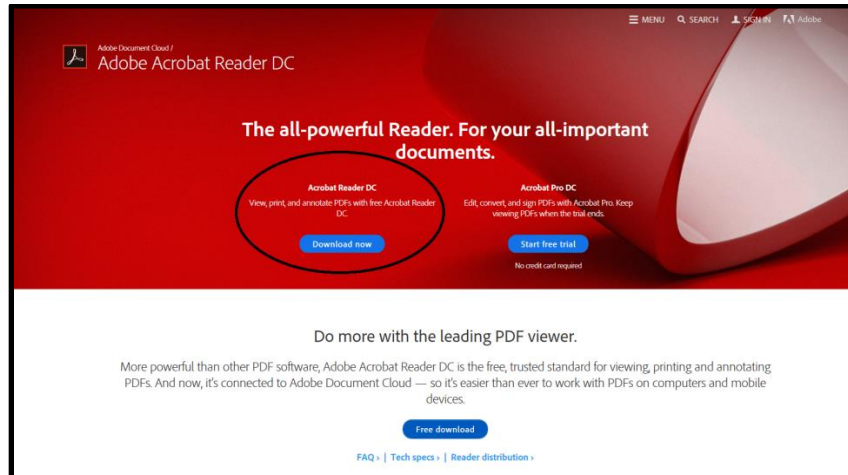 MENU SEARCH SIGN IN Adobe
Adobe Document Cloud /
Adobe Acrobat Reader DC
The all-powerful Reader. For your all-important
documents.
Acrobat Reader DC
View, print, and annotate PDFs with free Acrobat Reader
DC.
Download now
Acrobat Pro DC
Edit, convert, and sign PDFs with Acrobat Pro. Keep
viewing PDFs when the trial ends.
Start free trial
No credit card required
Do more with the leading PDF viewer.
More powerful than other PDF software, Adobe Acrobat Reader DC is the free, trusted standard for viewing, printing and annotating
PDFs. And now, it's connected to Adobe Document Cloud — so it's easier than ever to work with PDFs on computers and mobile
devices.
Free download
FAQ › | Tech specs › | Reader distribution ›